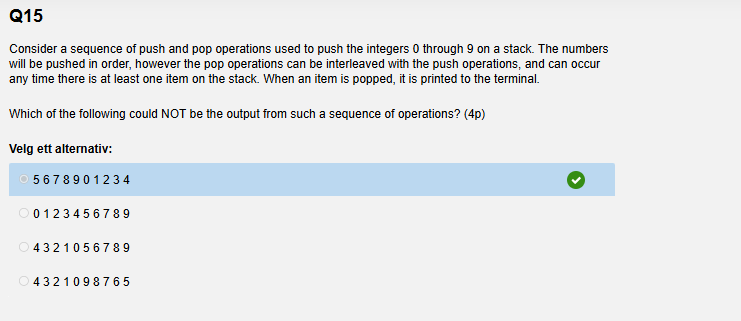 Q15
Consider a sequence of push and pop operations used to push the integers 0 through 9 on a stack. The numbers
will be pushed in order, however the pop operations can be interleaved with the push operations, and can occur
any time there is at least one item on the stack. When an item is popped, it is printed to the terminal.
Which of the following could NOT be the output from such a sequence of operations? (4p)
Velg ett alternativ:
5 6 7 8 9 0 1 2 3 4
0 1 2 3 4 5 6 7 8 9
4 3 2 1 0 5 6 7 8 9
4 3 2 1 0 9 8 7 6 5